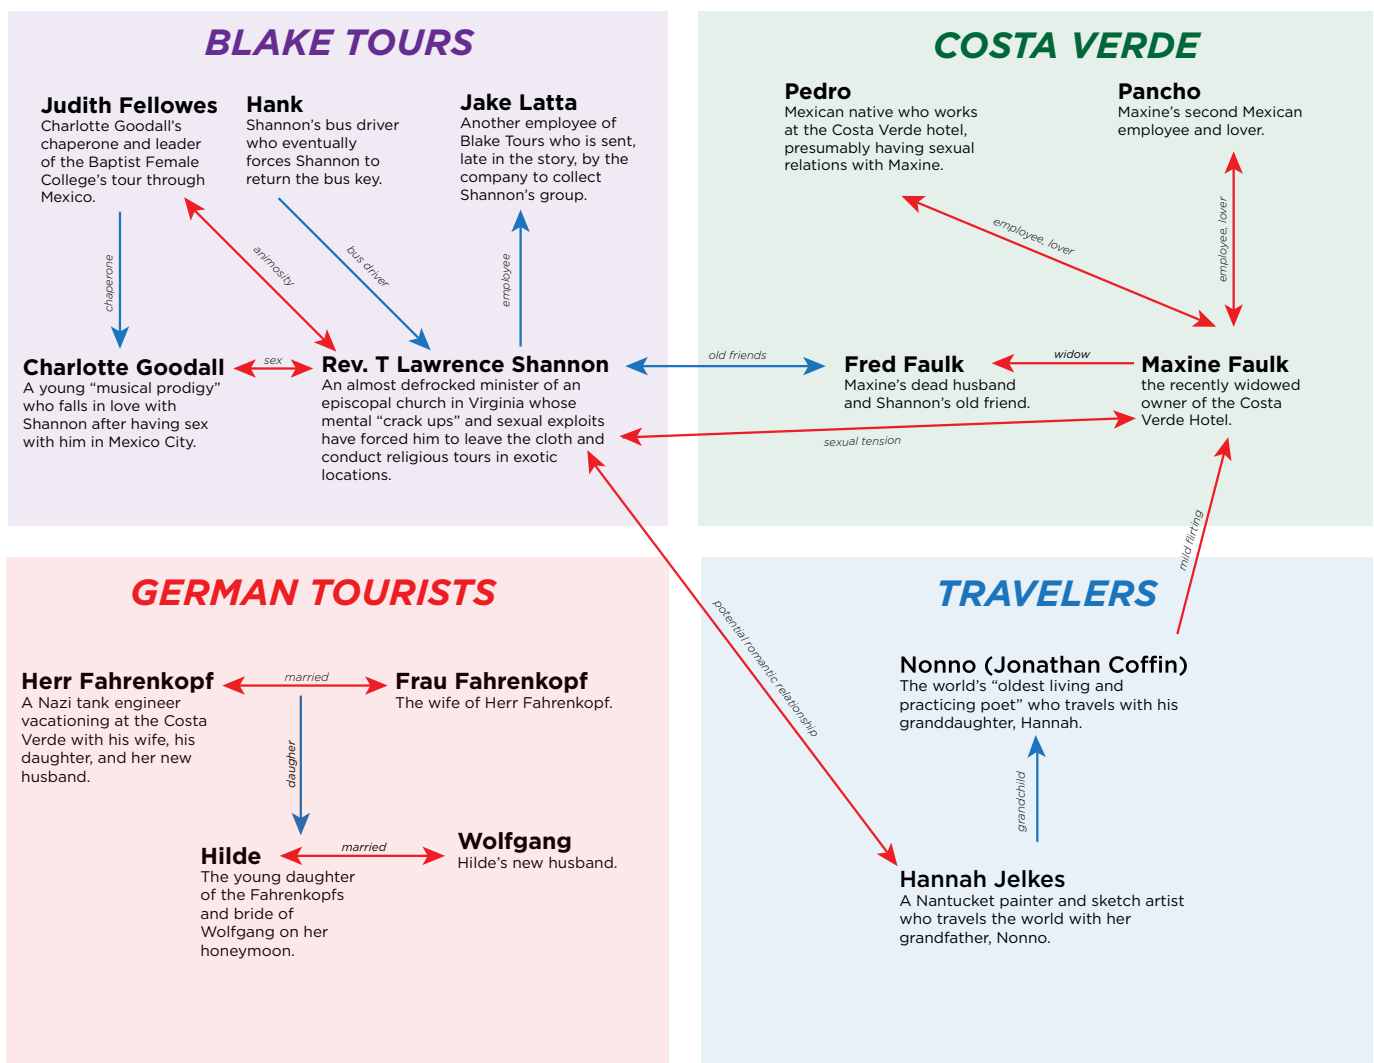 BLAKE TOURS
Judith Fellowes
Charlotte Goodall's
chaperone and leader
of the Baptist Female
College's tour through
Mexico.
Hank
Shannon's bus driver
who eventually
forces Shannon to
return the bus key.
Jake Latta
Another employee of
Blake Tours who is sent,
late in the story, by the
company to collect
Shannon's group.
chaperone
animosity
bus driver
employee
Charlotte Goodall
A young “musical prodigy”
who falls in love with
Shannon after having sex
with him in Mexico City.
sex
Rev. T Lawrence Shannon
An almost defrocked minister of an
episcopal church in Virginia whose
mental “crack ups” and sexual exploits
have forced him to leave the cloth and
conduct religious tours in exotic
locations.
COSTA VERDE
Pedro
Mexican native who works
at the Costa Verde hotel,
presumably having sexual
relations with Maxine.
Pancho
Maxine's second Mexican
employee and lover.
employee, lover
employee, lover
old friends
Fred Faulk
Maxine's dead husband
and Shannon's old friend.
widow
Maxine Faulk
the recently widowed
owner of the Costa
Verde Hotel.
sexual tension
mild flirting
potential romantic relationship
GERMAN TOURISTS
Herr Fahrenkopf
A Nazi tank engineer
vacationing at the Costa
Verde with his wife, his
daughter, and her new
husband.
married
Frau Fahrenkopf
The wife of Herr Fahrenkopf.
daugher
Hilde
The young daughter
of the Fahrenkopfs
and bride of
Wolfgang on her
honeymoon.
married
Wolfgang
Hilde's new husband.
TRAVELERS
Nonno (Jonathan Coffin)
The world's “oldest living and
practicing poet” who travels with his
granddaughter, Hannah.
grandchild
Hannah Jelkes
A Nantucket painter and sketch artist
who travels the world with her
grandfather, Nonno.